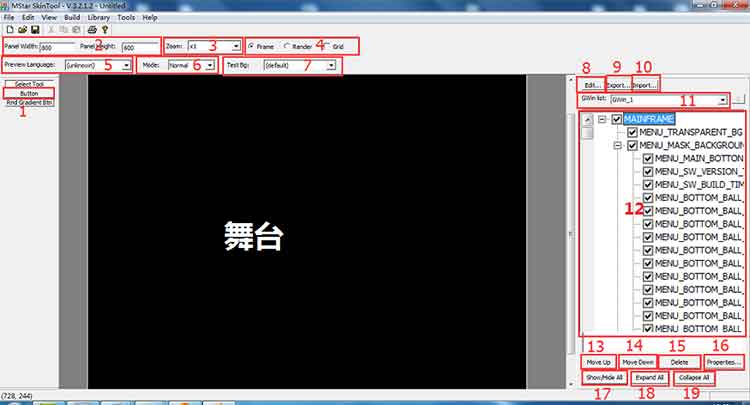 MStar SkinTool - V.3.2.1.2 - Untitled
File Edit View Build Library Tools Help
Panel Width: 800 Panel Height: 600 2 Zoom: x1 3 Frame Render Grid 4
Preview Language: (unknown) 5 Mode: Normal 6 Test Bg: (default) 7
8 9 10
Select Tool
Edit... Export... Import...
Button
GWin list: GWin_1 11
Rnd Gradient Btn
1
MAINFRAME
MENU_TRANSPARENT_BG
MENU_MASK_BACKGROUN
MENU_MAIN_BOTTON
MENU_SW_VERSION_T
MENU_SW_BUILD_TIM
MENU_BOTTOM_BALL_
12 MENU_BOTTOM_BALL_
MENU_BOTTOM_BALL_
舞台
MENU_BOTTOM_BALL_
MENU_BOTTOM_BALL_
MENU_BOTTOM_BALL_
MENU_BOTTOM_BALL_
MENU_BOTTOM_BALL_
MENU_BOTTOM_BALL_
MENU_BOTTOM_BALL
13 14 15 16
Move Up Move Down Delete Properties...
Show/Hide All Expand All Collapse All
17 18 19
(728, 244)